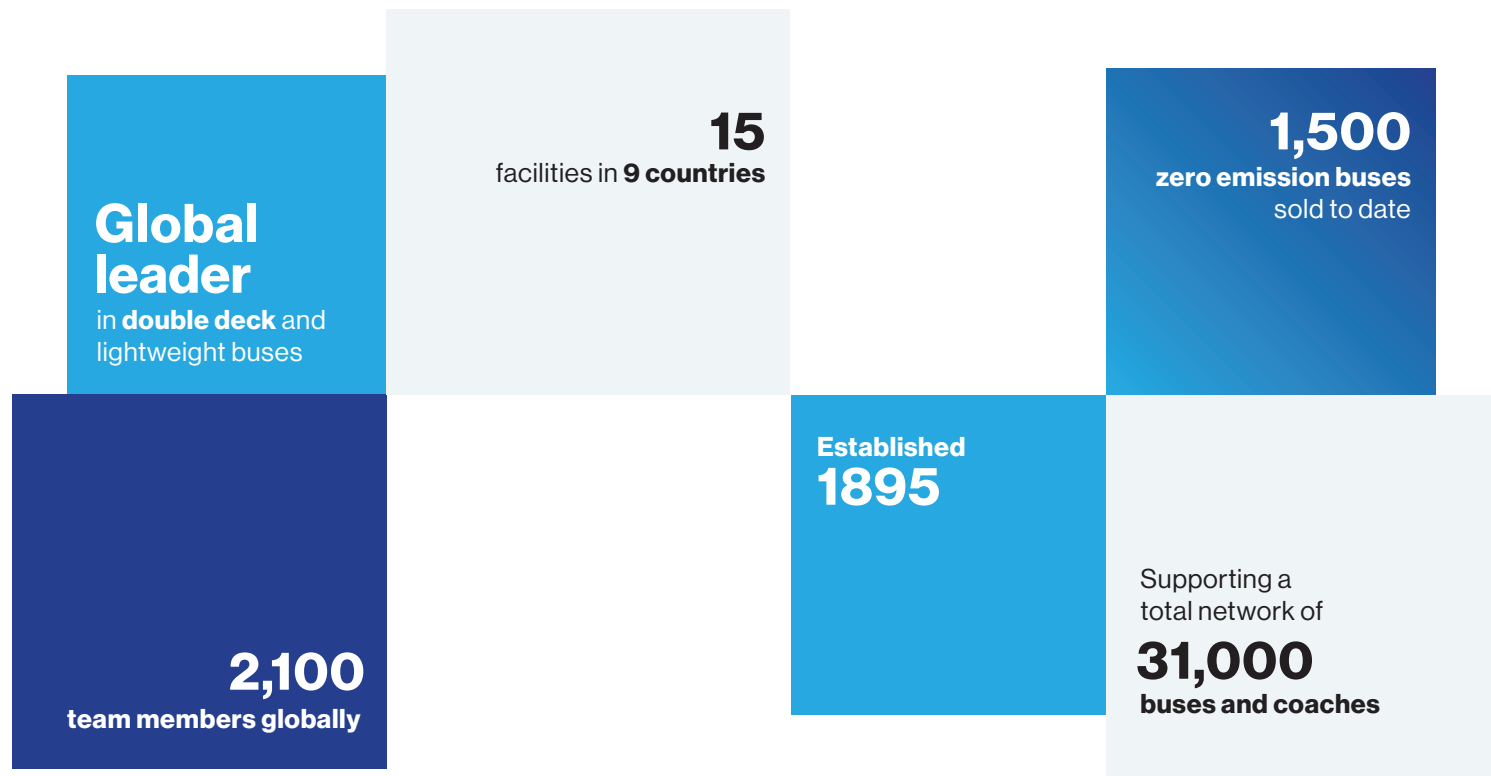 Global
leader
in double deck and
lightweight buses
15
facilities in 9 countries
1,500
zero emission buses
sold to date
2,100
team members globally
Established
1895
Supporting a
total network of
31,000
buses and coaches